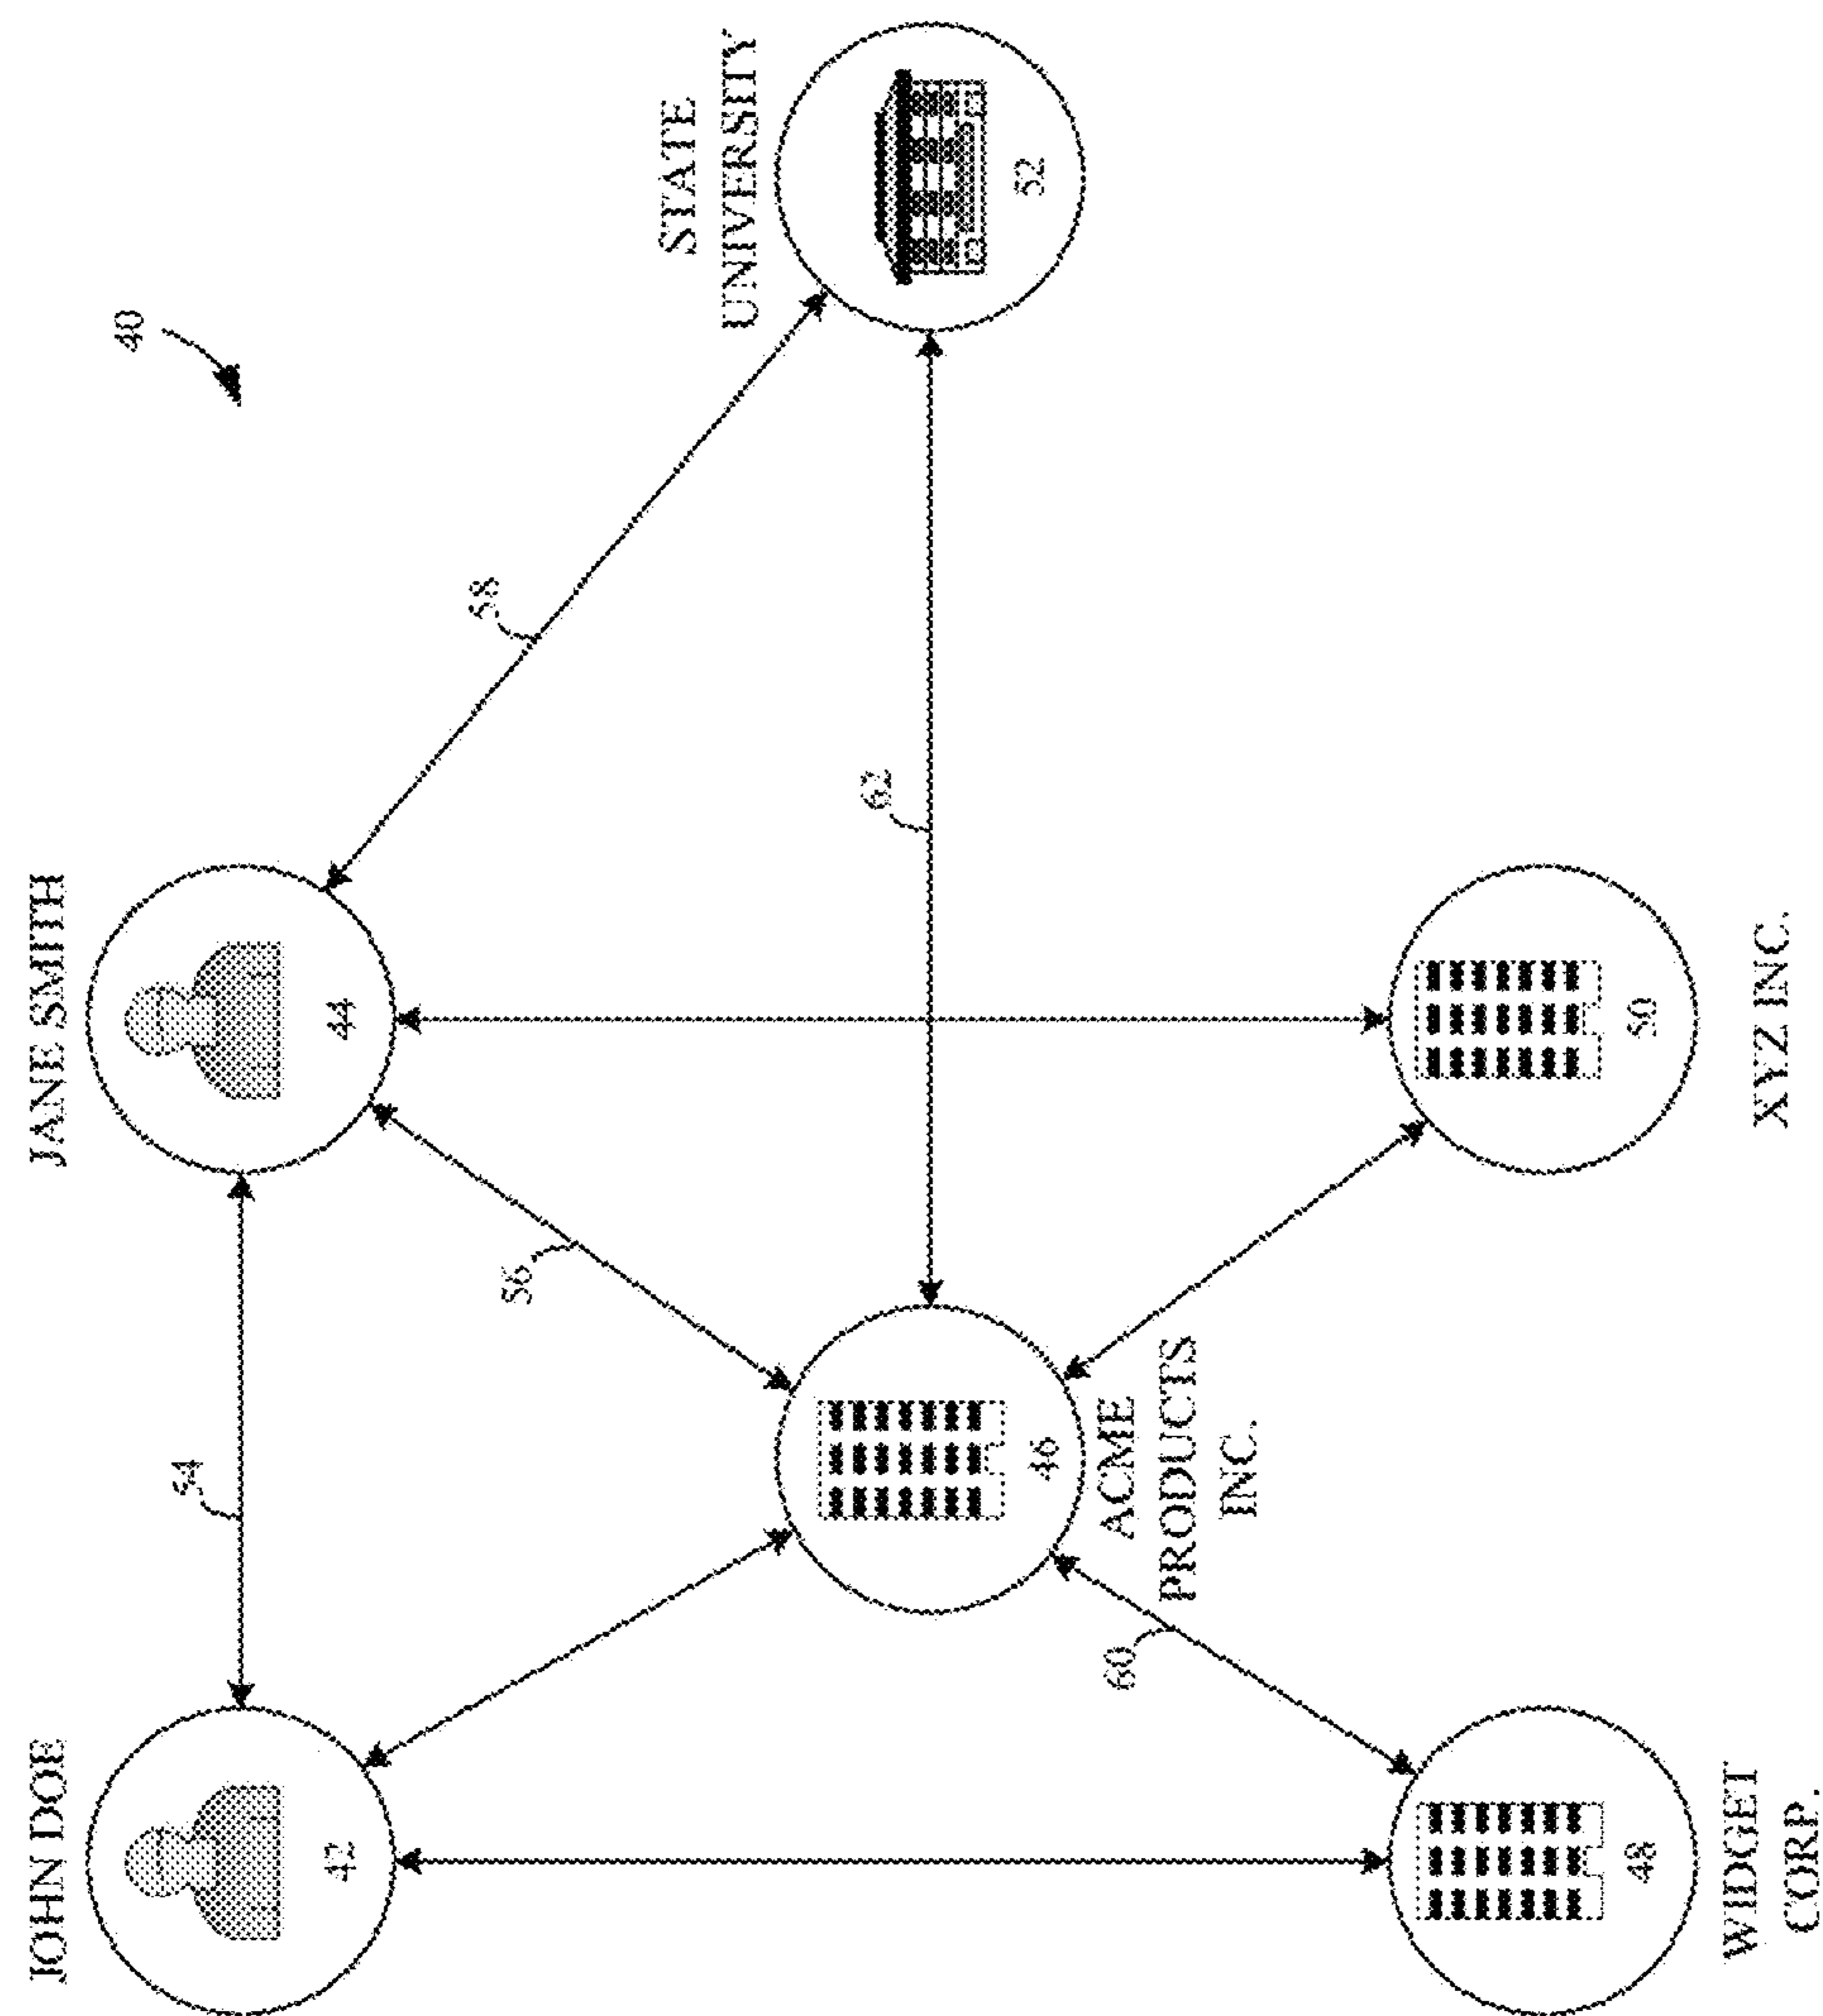 40
JOHN DOE
JANE SMITH
42
44
54
56
58
STATE
UNIVERSITY
52
62
46
ACME
PRODUCTS
INC.
60
48
50
WIDGET
CORP.
XYZ INC.